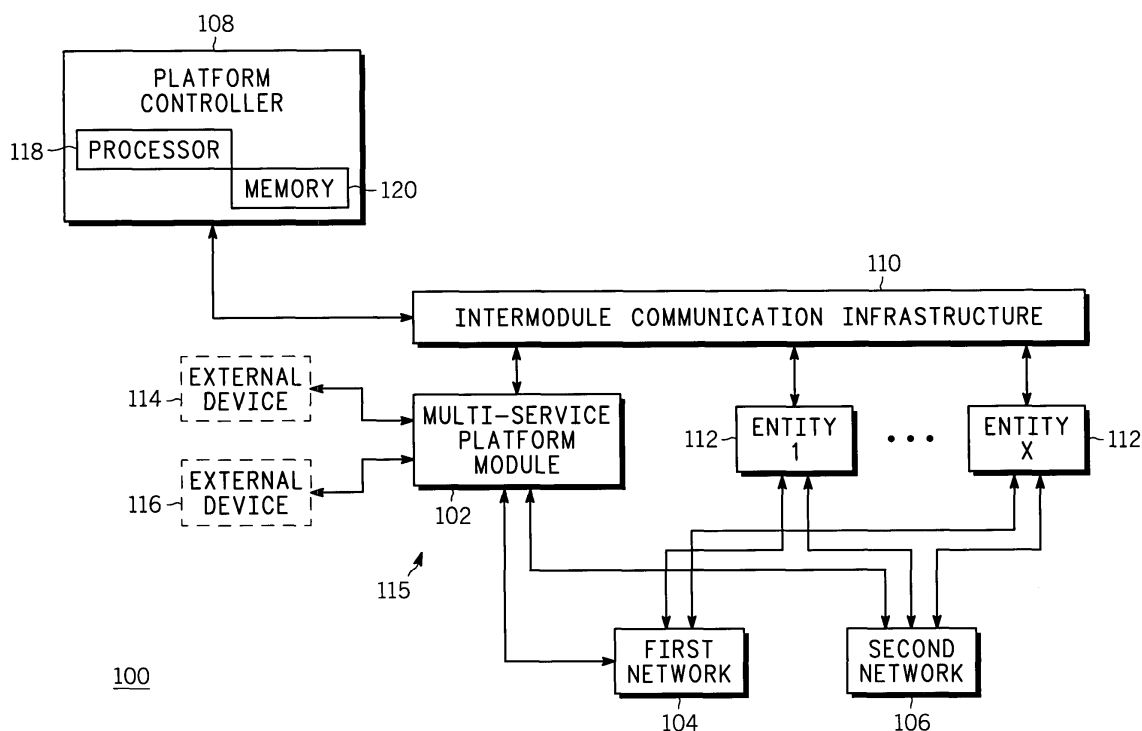 108
PLATFORM
CONTROLLER
118
PROCESSOR
MEMORY
120
110
INTERMODULE COMMUNICATION INFRASTRUCTURE
114
EXTERNAL
DEVICE
MULTI-SERVICE
PLATFORM
MODULE
112
ENTITY
1
• • •
ENTITY
X
112
116
EXTERNAL
DEVICE
102
115
FIRST
NETWORK
SECOND
NETWORK
100
104
106